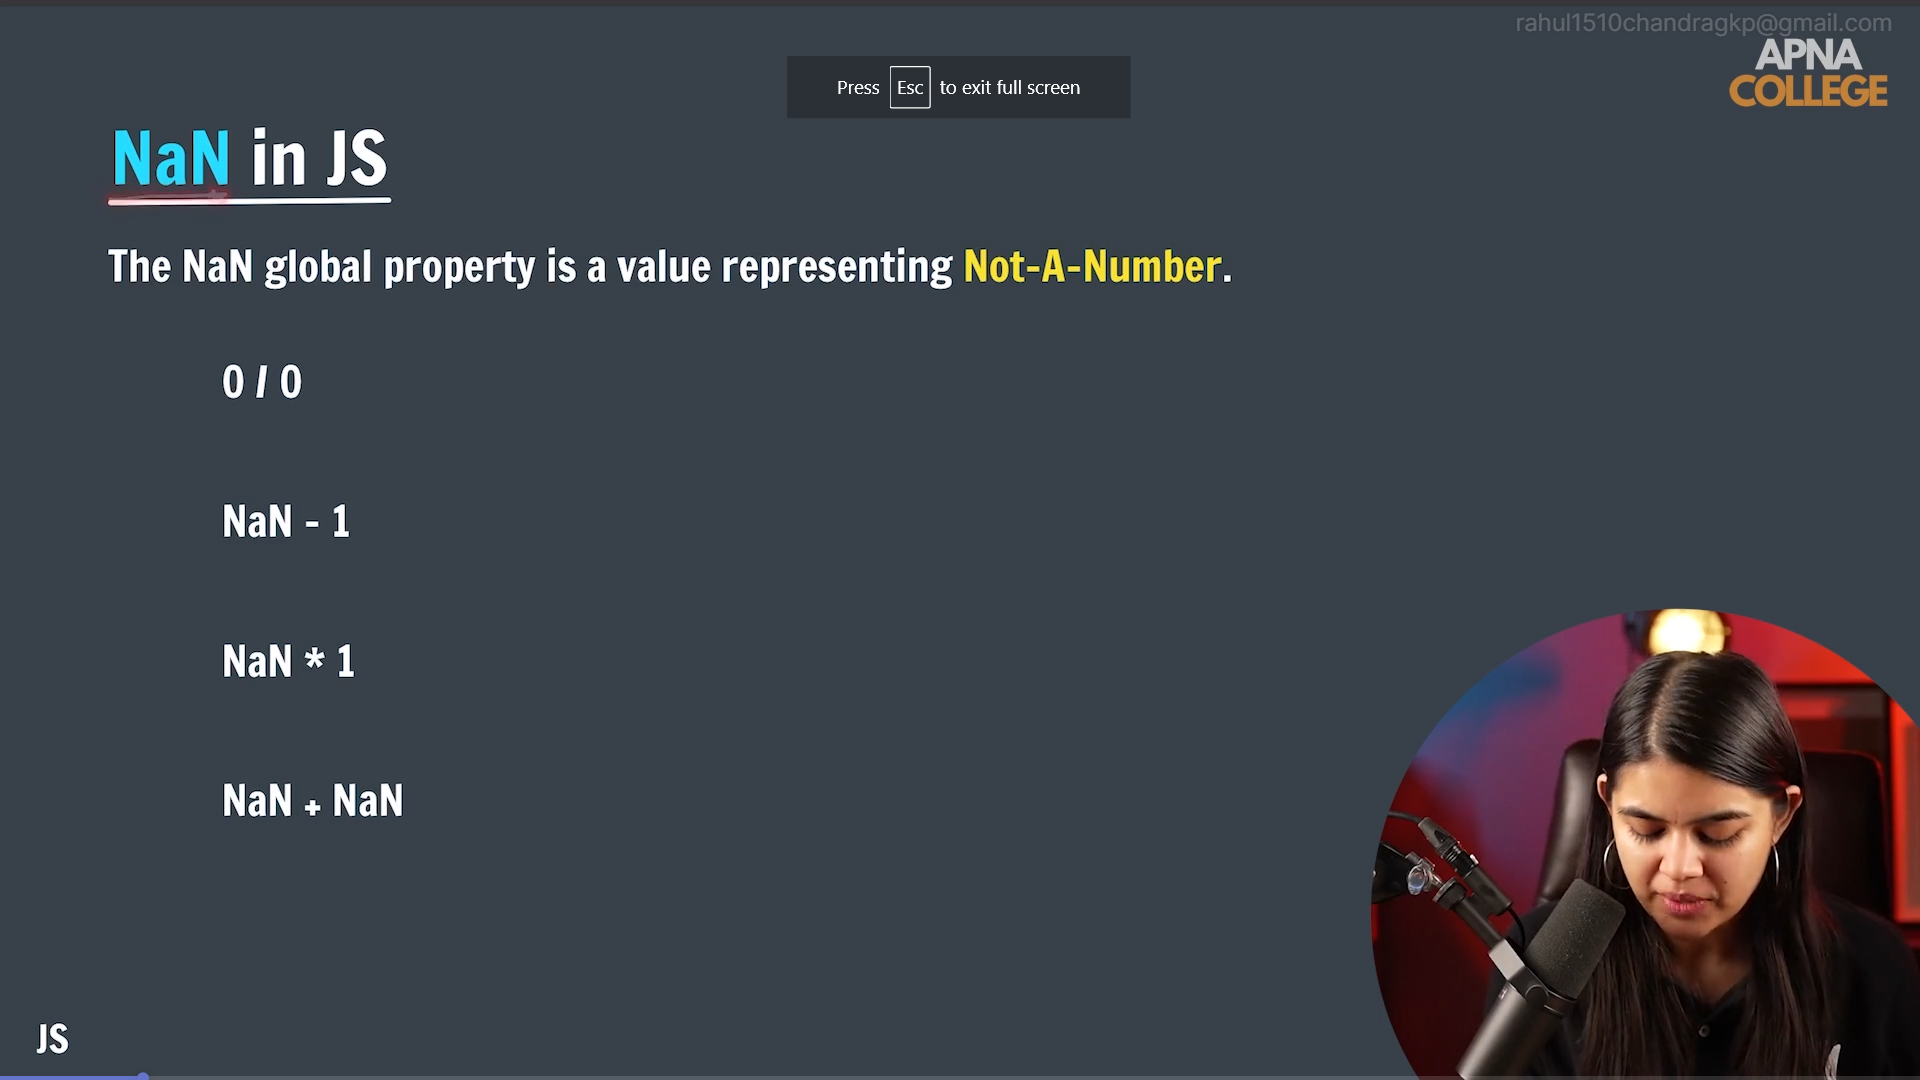 rahul1510chandragkp@gmail.com
APNA
COLLEGE
Press Esc to exit full screen
NaN in JS
The NaN global property is a value representing Not-A-Number.
0 / 0
NaN - 1
NaN * 1
NaN + NaN
JS